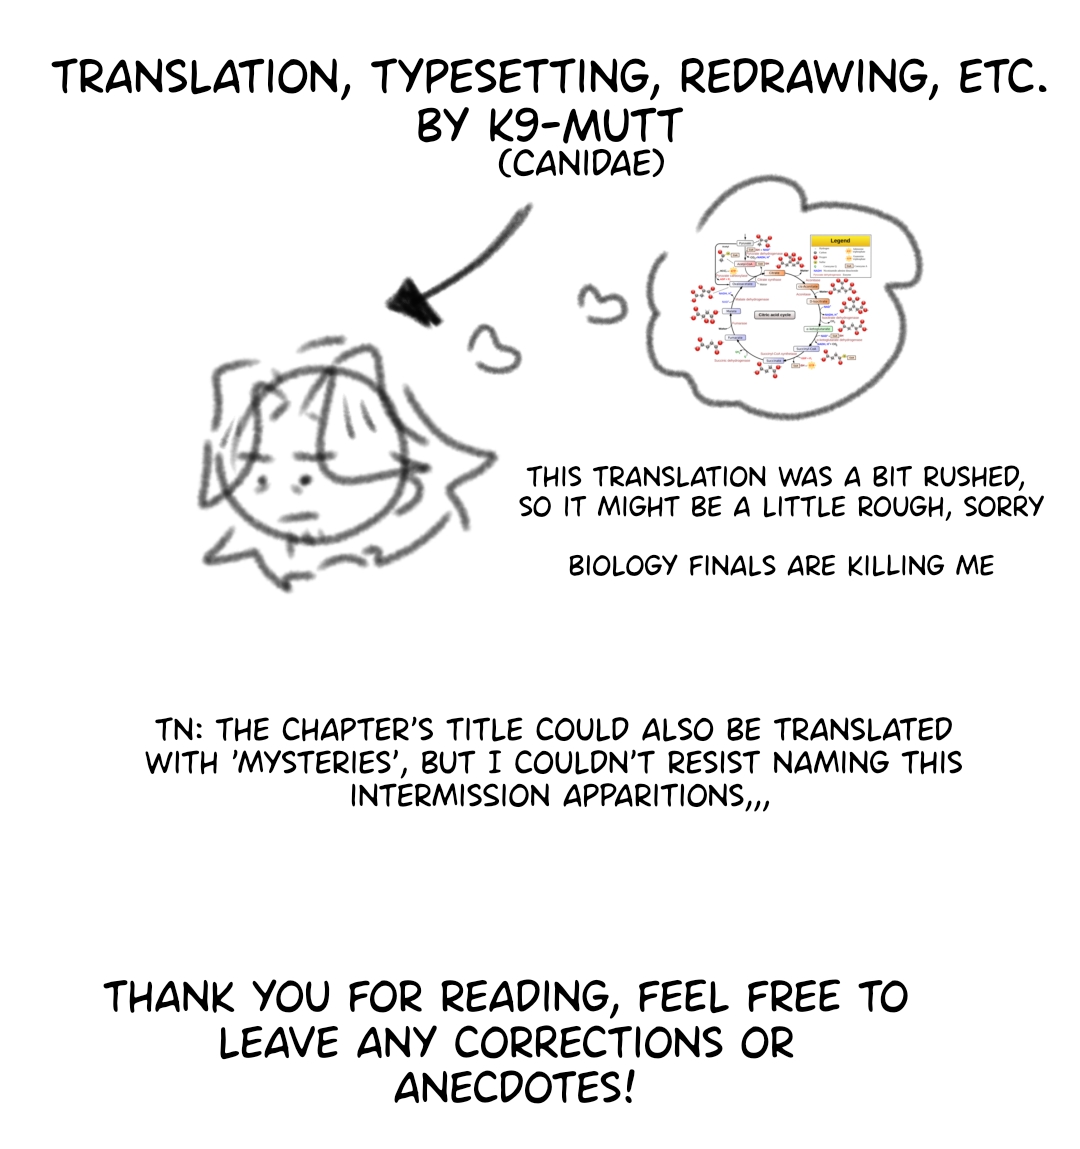 TRANSLATION, TYPESETTING, REDRAWING, ETC.
BY K9-MUTT
(CANIDAE)
Legend
Citric acid cycle
THIS TRANSLATION WAS A BIT RUSHED,
SO IT MIGHT BE A LITTLE ROUGH, SORRY
BIOLOGY FINALS ARE KILLING ME
TN: THE CHAPTER'S TITLE COULD ALSO BE TRANSLATED
WITH 'MYSTERIES', BUT I COULDN'T RESIST NAMING THIS
INTERMISSION APPARITIONS,,,
THANK YOU FOR READING, FEEL FREE TO
LEAVE ANY CORRECTIONS OR
ANECDOTES!